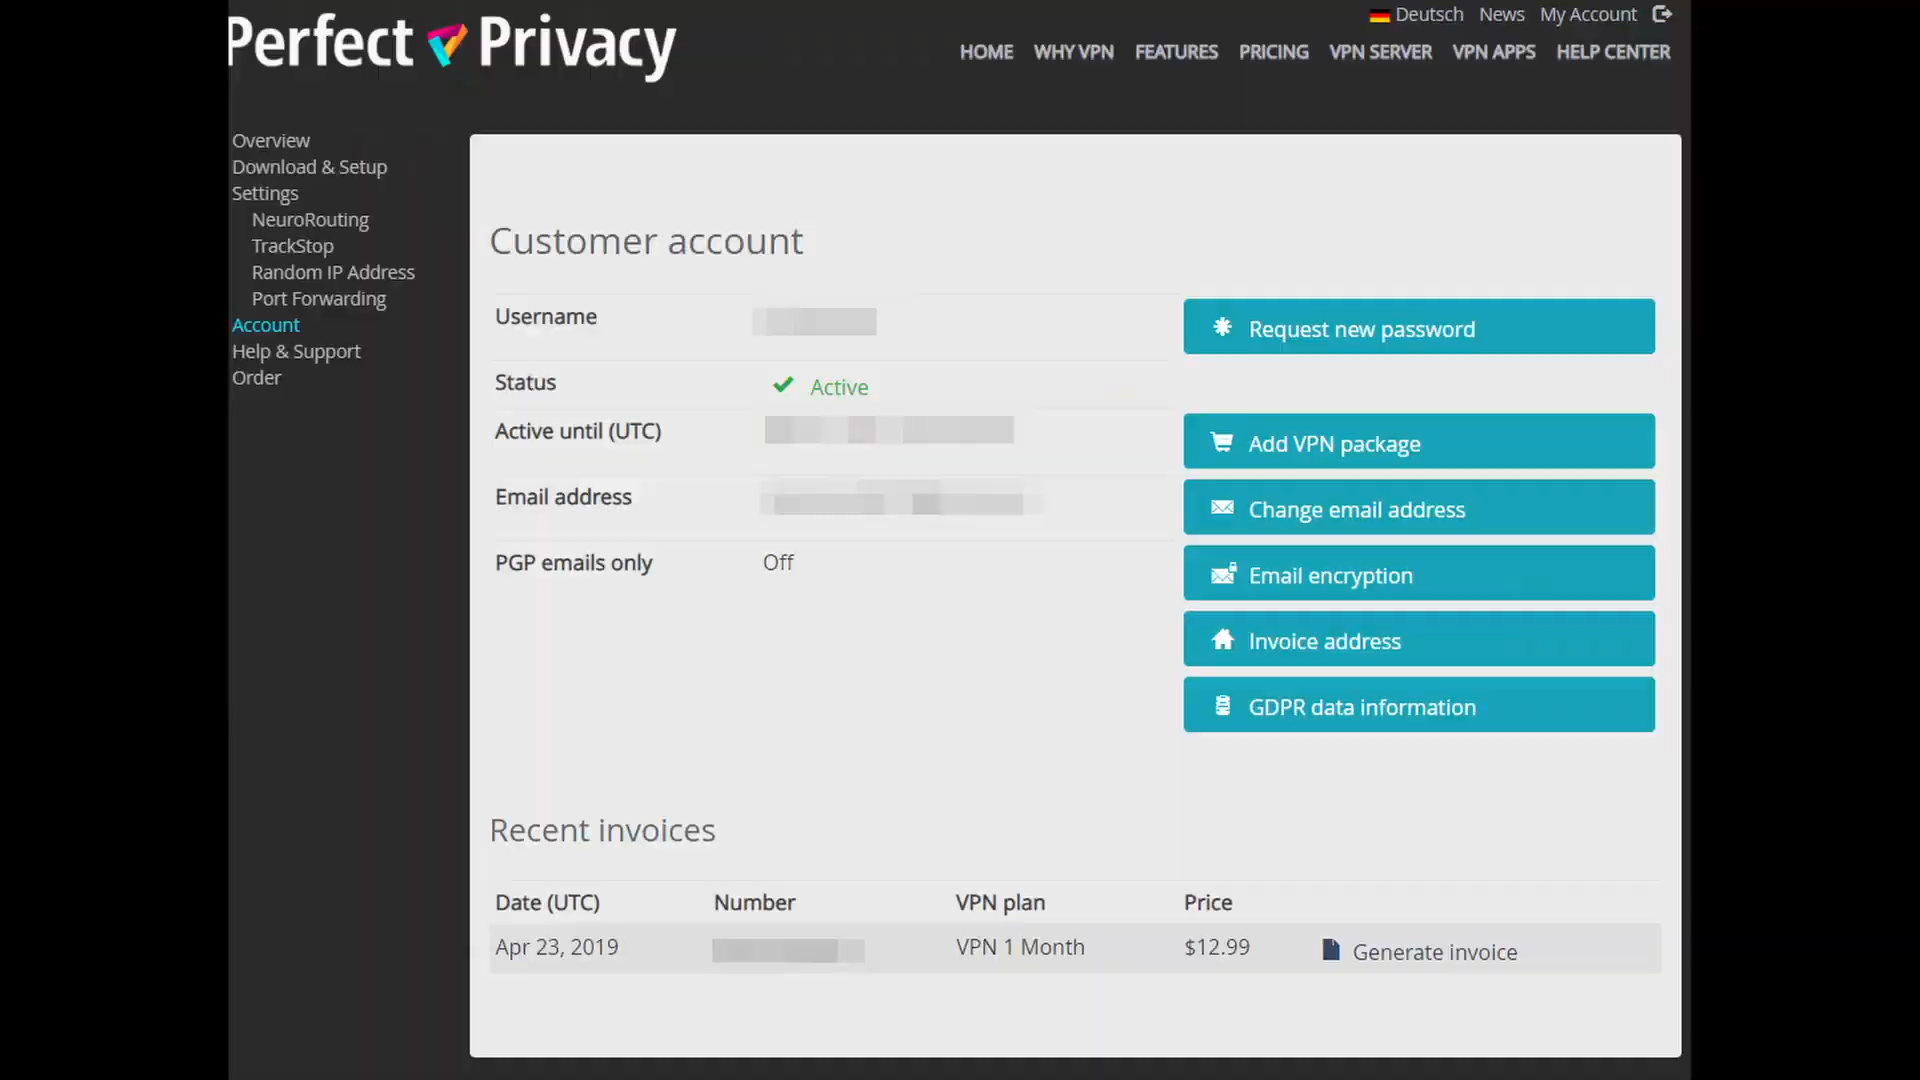 Perfect Privacy
Deutsch News My Account
HOME WHY VPN FEATURES PRICING VPN SERVER VPN APPS HELP CENTER
Overview
Download & Setup
Settings
NeuroRouting
TrackStop
Random IP Address
Port Forwarding
Account
Help & Support
Order
Customer account
Username
Request new password
Status Active
Active until (UTC)
Add VPN package
Email address
Change email address
PGP emails only Off
Email encryption
Invoice address
GDPR data information
Recent invoices
Date (UTC) Number VPN plan Price
Apr 23, 2019 VPN 1 Month $12.99 Generate invoice